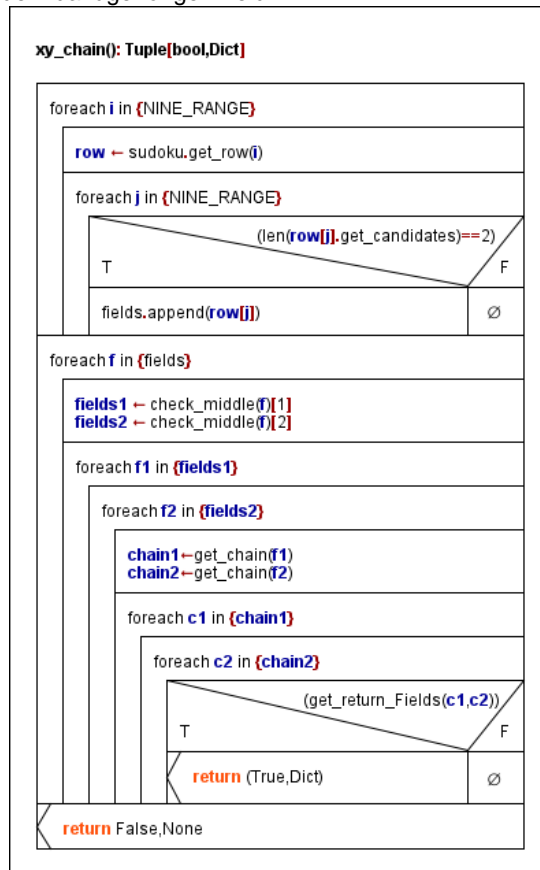 xy_chain(): Tuple[bool,Dict]
foreach i in {NINE_RANGE}
row ← sudoku.get_row(i)
foreach j in {NINE_RANGE}
(len(row[j].get_candidates)==2)
T
F
fields.append(row[j])
∅
foreach f in {fields}
fields1 ← check_middle(f)[1]
fields2 ← check_middle(f)[2]
foreach f1 in {fields1}
foreach f2 in {fields2}
chain1←get_chain(f1)
chain2←get_chain(f2)
foreach c1 in {chain1}
foreach c2 in {chain2}
(get_return_Fields(c1,c2))
T
F
return (True,Dict)
∅
return False,None